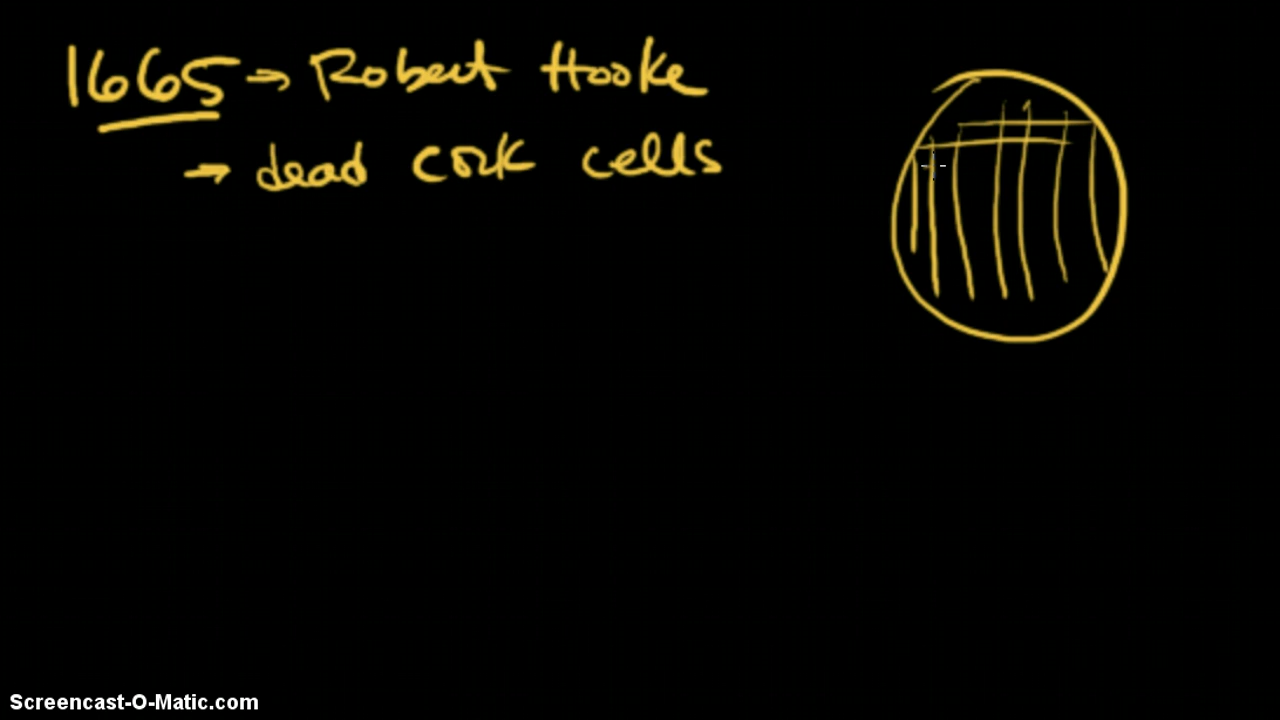 1665 → Robert Hooke
→ dead cork cells
Screencast-O-Matic.com